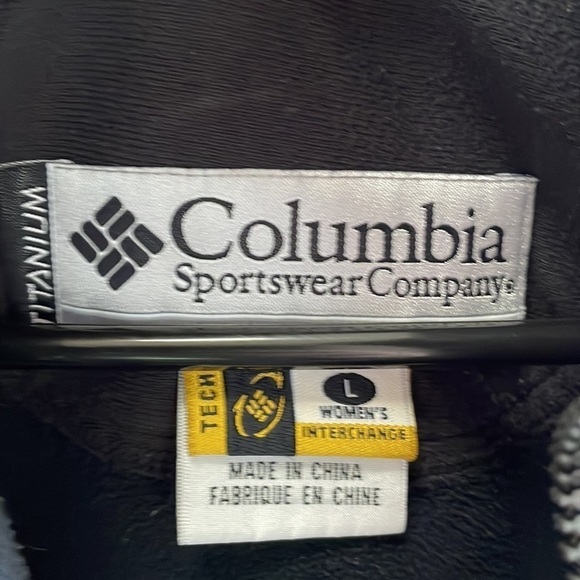 TITANIUM
Columbia
Sportswear Company®
TECH
L
WOMEN'S
INTERCHANGE
MADE IN CHINA
FABRIQUE EN CHINE